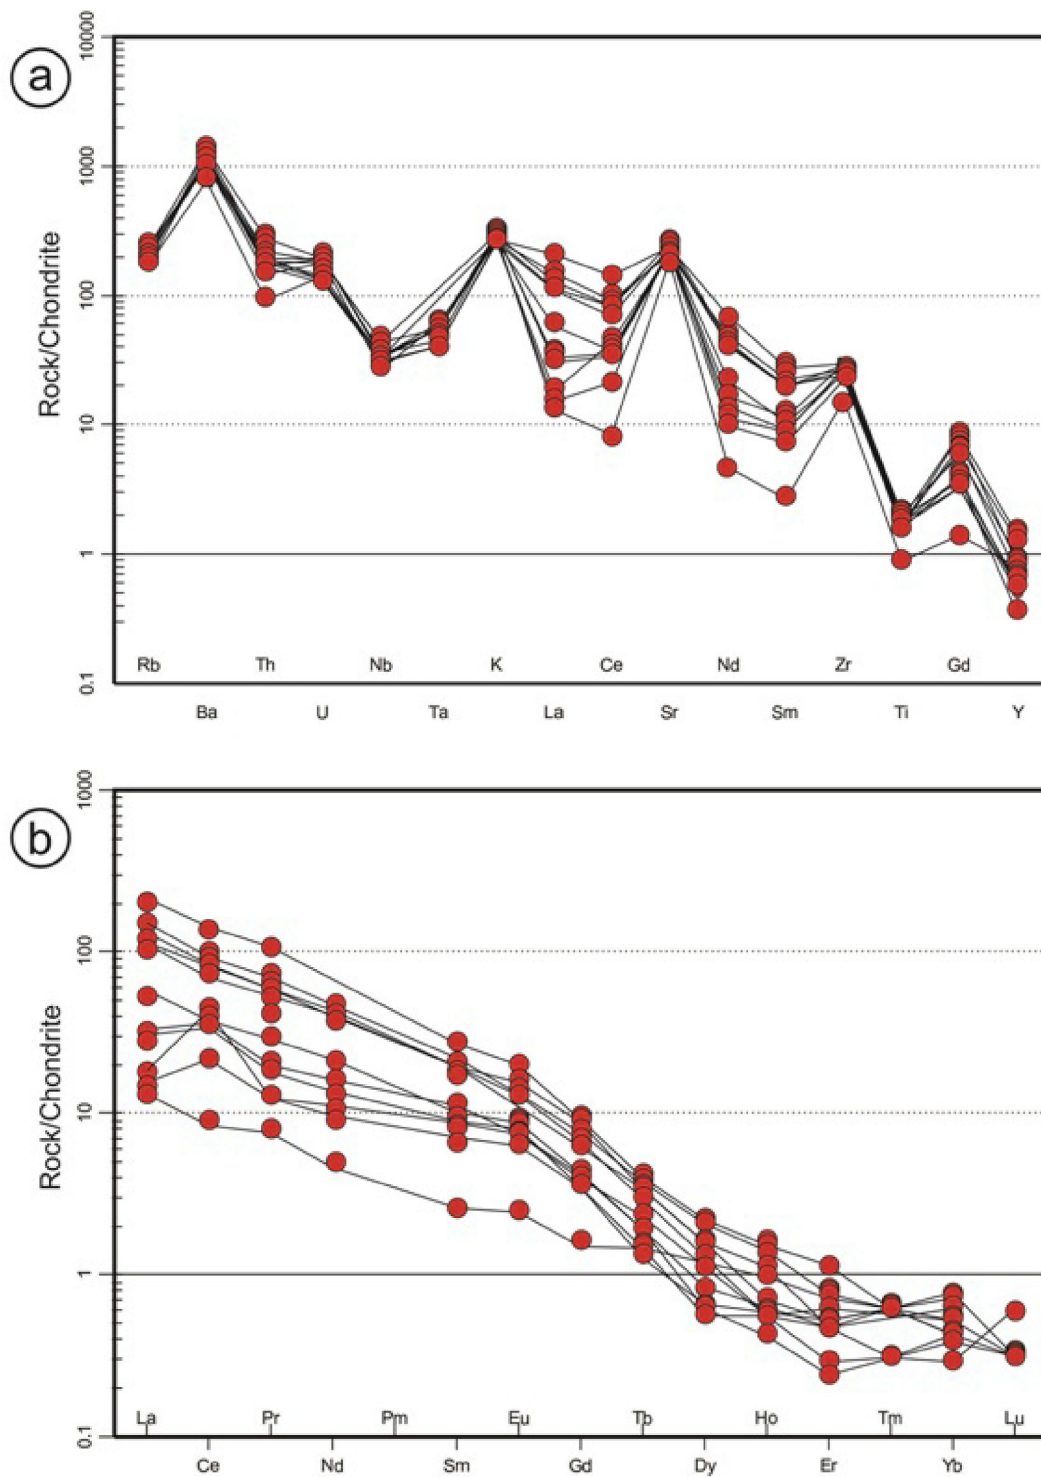 a
10000
1000
100
10
1
0.1
Rock/Chondrite
Rb Th Nb K Ce Nd Zr Gd
Ba U Ta La Sr Sm Ti Y
b
1000
100
10
1
0.1
Rock/Chondrite
La Pr Pm Eu Tb Ho Tm Lu
Ce Nd Sm Gd Dy Er Yb